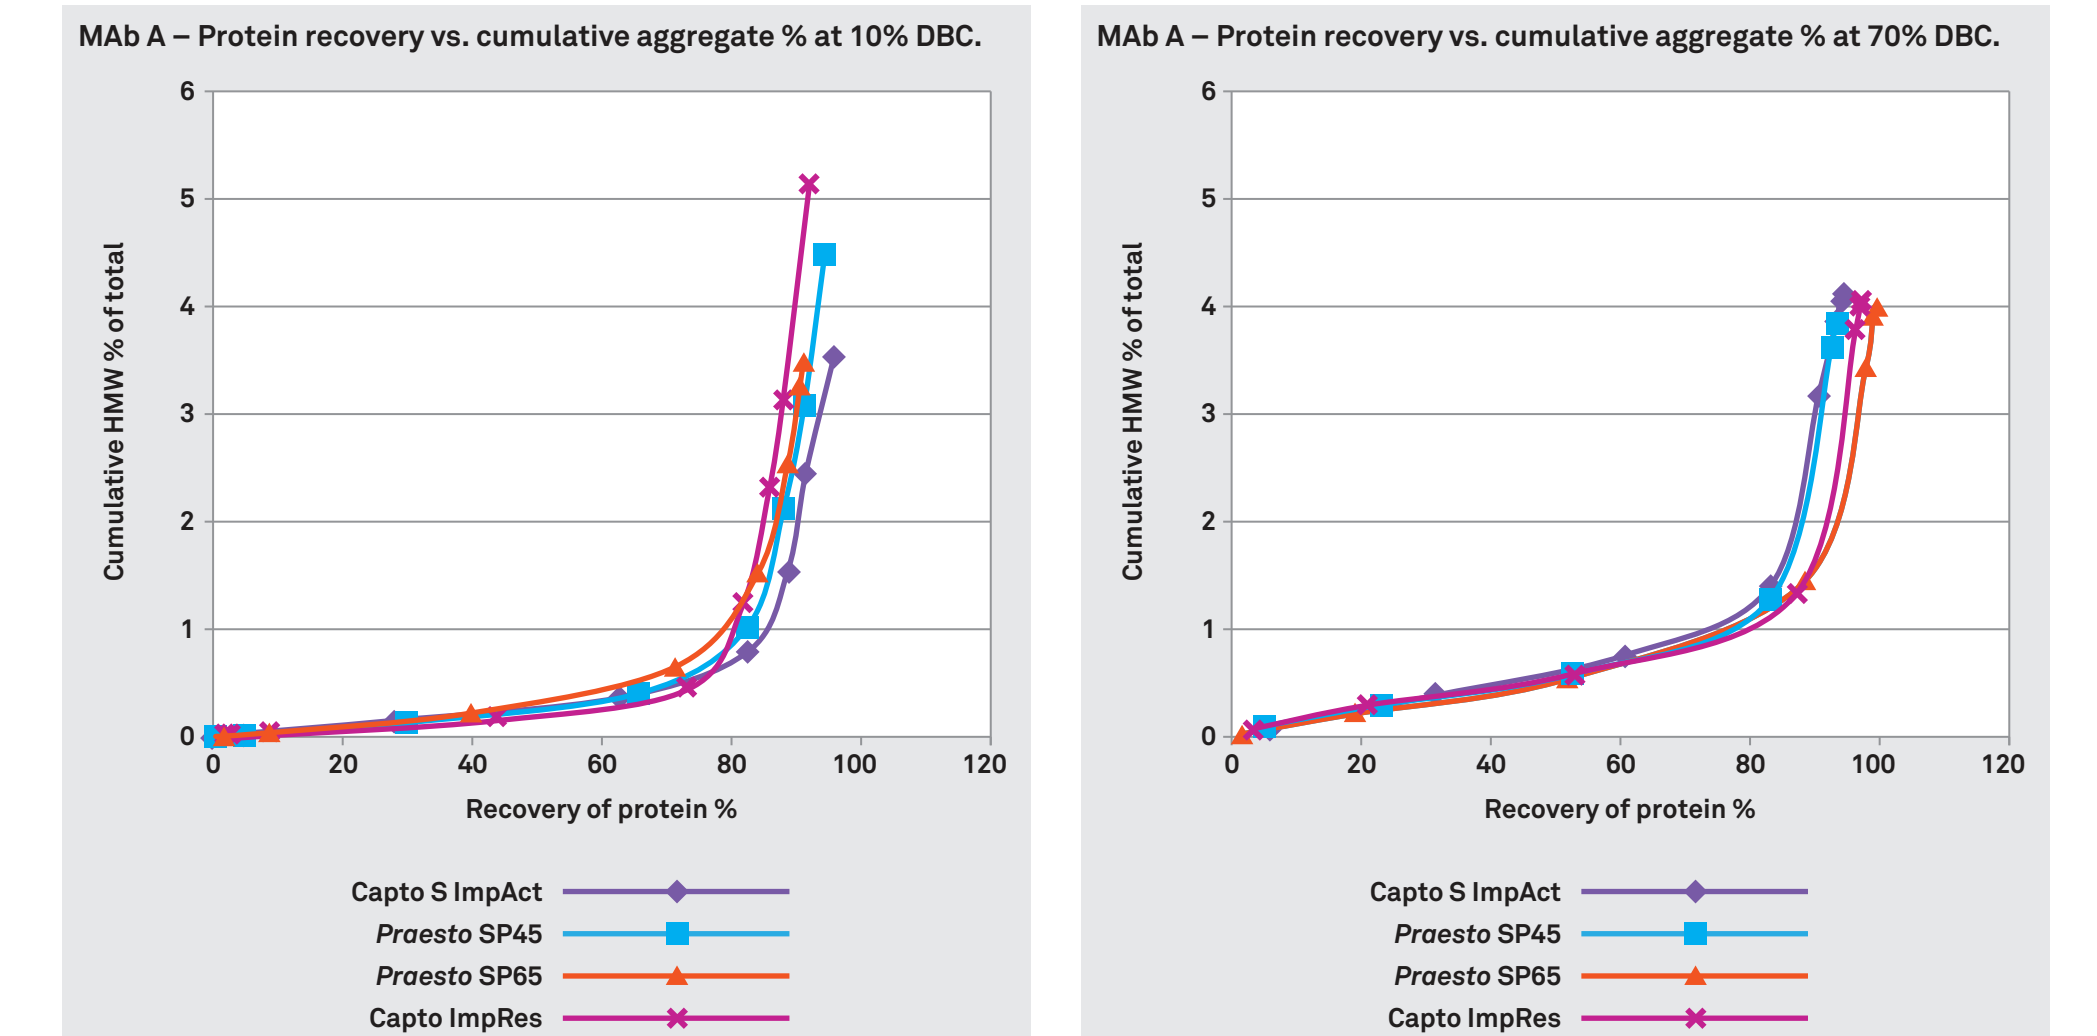 MAb A – Protein recovery vs. cumulative aggregate % at 10% DBC.
6
5
4
3
2
1
0
Cumulative HMW % of total
0 20 40 60 80 100 120
Recovery of protein %
Capto S ImpAct
Praesto SP45
Praesto SP65
Capto ImpRes
MAb A – Protein recovery vs. cumulative aggregate % at 70% DBC.
6
5
4
3
2
1
0
Cumulative HMW % of total
0 20 40 60 80 100 120
Recovery of protein %
Capto S ImpAct
Praesto SP45
Praesto SP65
Capto ImpRes